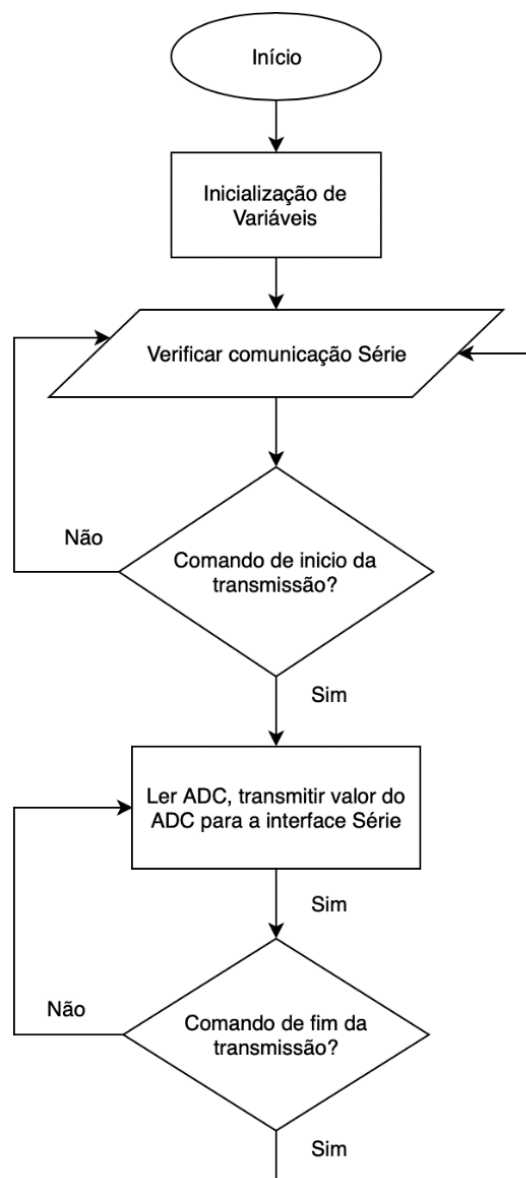 Início
Inicialização de
Variáveis
Verificar comunicação Série
Não
Comando de inicio da
transmissão?
Sim
Ler ADC, transmitir valor do
ADC para a interface Série
Sim
Não
Comando de fim da
transmissão?
Sim